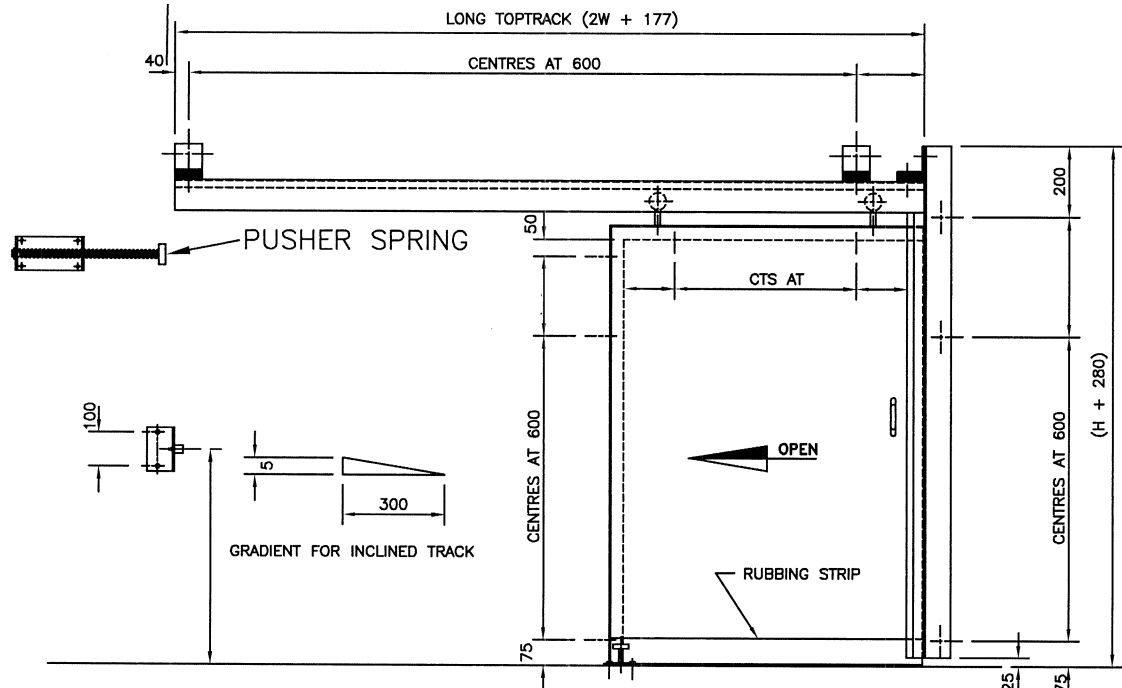 LONG TOPTRACK (2W + 177)
40
CENTRES AT 600
200
50
PUSHER SPRING
CTS AT
(H + 280)
100
CENTRES AT 600
CENTRES AT 600
OPEN
5
300
GRADIENT FOR INCLINED TRACK
RUBBING STRIP
75
25
75